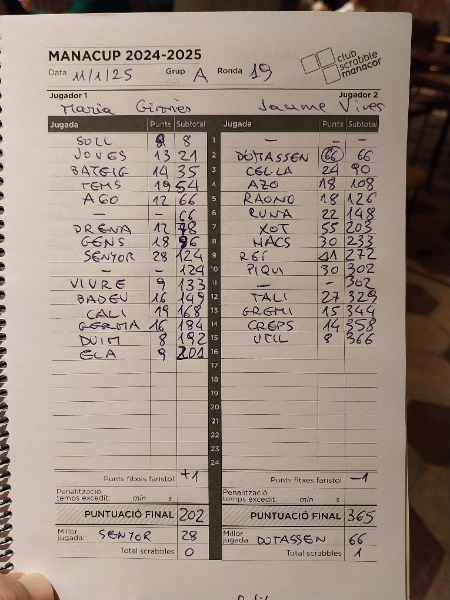 MANACUP 2024-2025
Data 11/1/25 Grup A Ronda 19
club scrabble manacor
Jugador 1 Jugador 2
Maria Gironès Jaume Vives
Jugada Punts Subtotal Jugada Punts Subtotal
SOLL 8 8 1 — — —
JOVES 13 21 2 DOTASSEN 66 66
BATEIG 14 35 3 CELLA 24 90
TEMS 19 54 4 AZO 18 108
AGO 12 66 5 RAONO 18 126
— — 66 6 RUNA 22 148
DRENA 12 78 7 XOT 55 203
GENS 18 96 8 HACS 30 233
SENYOR 28 124 9 REI 272
— — 124 10 PIQUI 30 302
VIVRE 9 133 11 — — 302
BADEU 16 149 12 TALI 27 329
CALI 19 168 13 GREMI 15 344
GERMA 16 184 14 CREPS 14 358
DUIM 8 192 15 UTIL 8 366
ELA 9 201 16
17
18
19
20
21
22
23
24
Punts fitxes faristol +1 Punts fitxes faristol -1
Penalització temps excedit: min s Penalització temps excedit: min s
PUNTUACIÓ FINAL 202 PUNTUACIÓ FINAL 365
Millor jugada: SENYOR 28 Millor jugada DOTASSEN 66
Total scrabbles 0 Total scrabbles 1